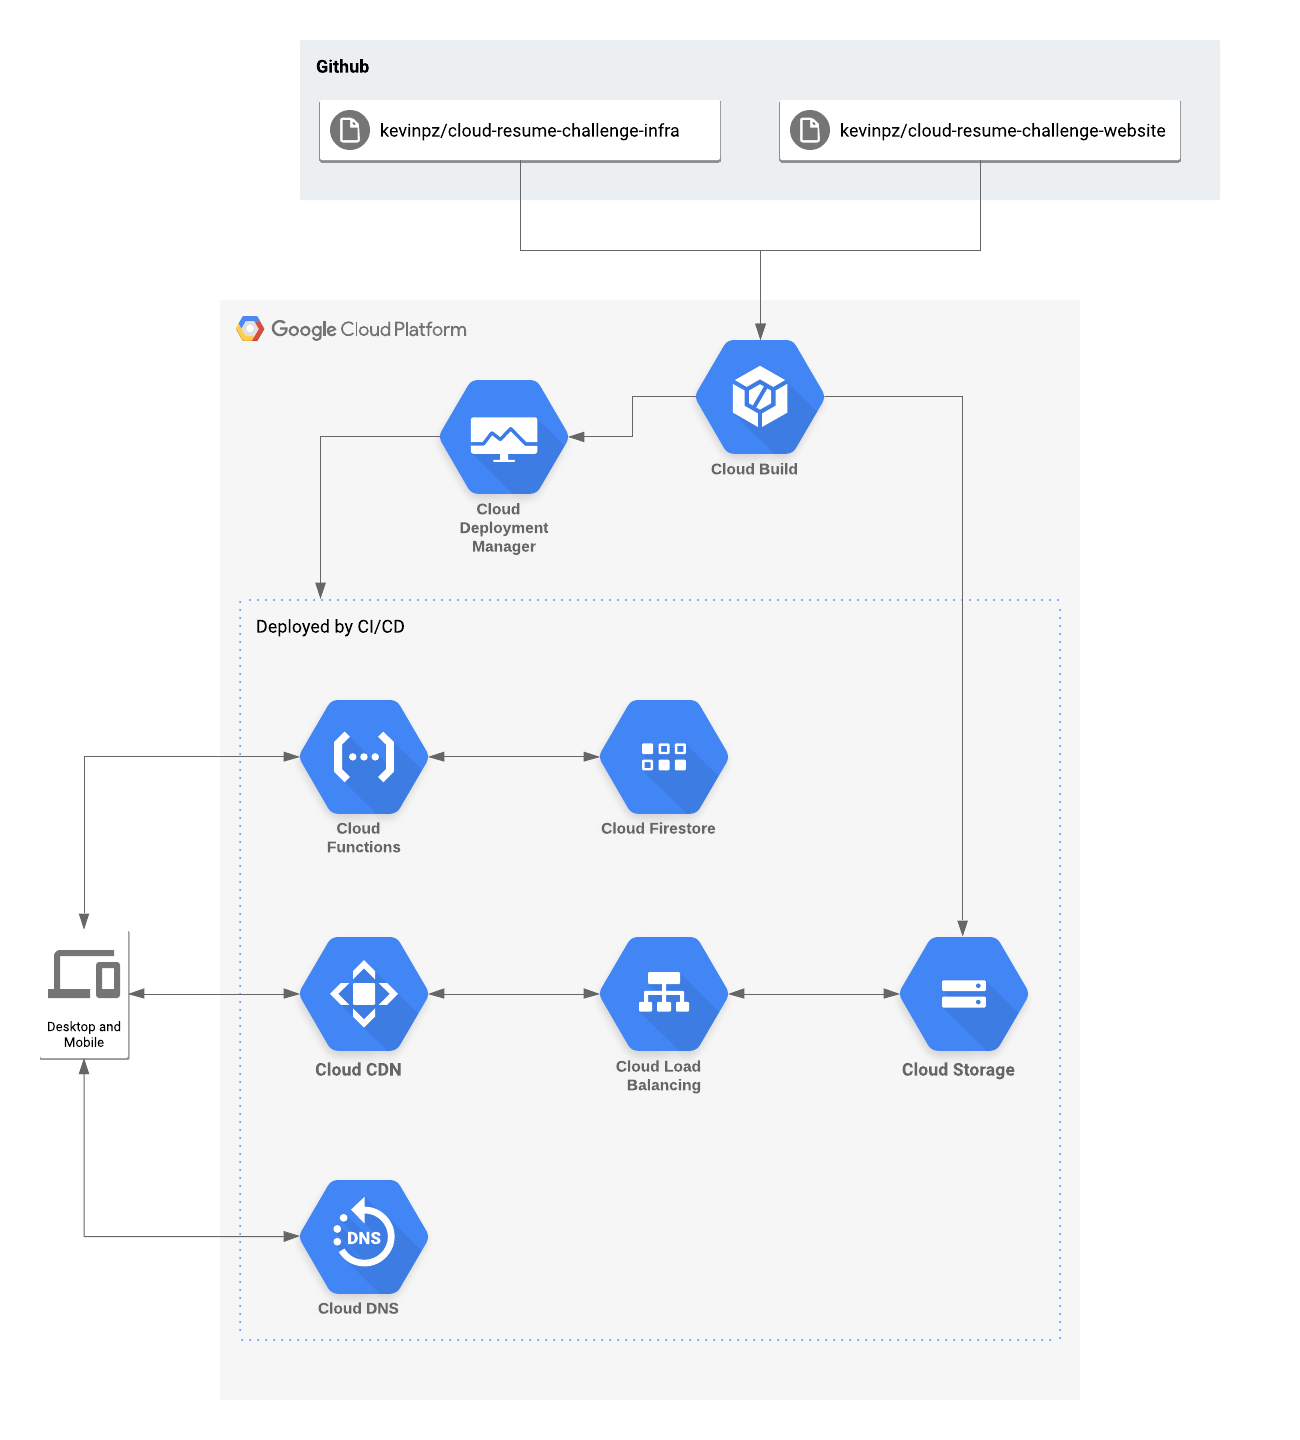 Github
kevinpz/cloud-resume-challenge-infra
kevinpz/cloud-resume-challenge-website
Google Cloud Platform
Cloud Build
Cloud
Deployment
Manager
Deployed by CI/CD
Cloud
Functions
Cloud Firestore
Desktop and
Mobile
Cloud CDN
Cloud Load
Balancing
Cloud Storage
DNS
Cloud DNS